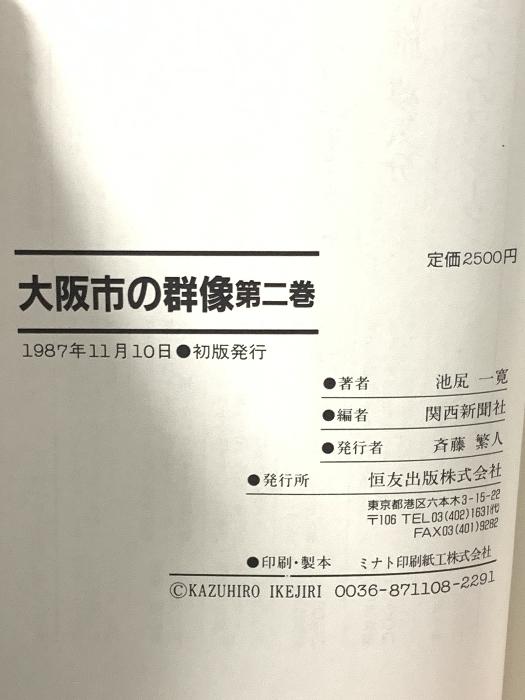 定価2500円
大阪市の群像第二巻
1987年11月10日●初版発行
●著者 池尻 一寛
●編者 関西新聞社
●発行者 斉藤 繁人
●発行所 恒友出版株式会社
東京都港区六本木3-15-22
〒106 TEL03(402)1631(代)
FAX03(401)9282
●印刷・製本 ミナト印刷紙工株式会社
©KAZUHIRO IKEJIRI 0036-871108-2291